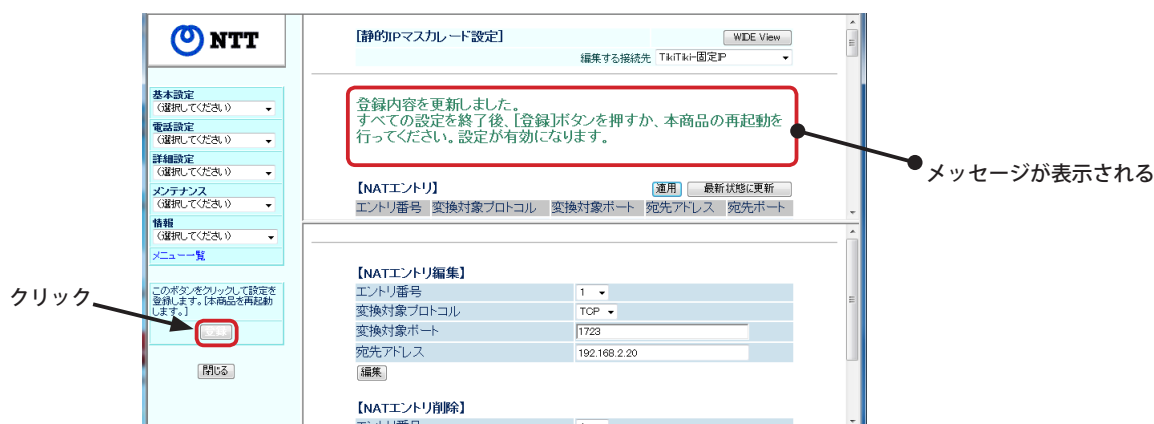 NTT
基本設定
(選択してください)
電話設定
(選択してください)
詳細設定
(選択してください)
メンテナンス
(選択してください)
情報
(選択してください)
メニュー一覧
このボタンをクリックして設定を
登録します。[本商品を再起動
します。]
登録
閉じる
クリック
[静的IPマスカレード設定]
WIDE View
編集する接続先 TikiTiki-固定IP
登録内容を更新しました。
すべての設定を終了後、[登録]ボタンを押すか、本商品の再起動を
行ってください。設定が有効になります。
メッセージが表示される
【NATエントリ】
適用 最新状態に更新
エントリ番号 変換対象プロトコル 変換対象ポート 宛先アドレス 宛先ポート
【NATエントリ編集】
エントリ番号 1
変換対象プロトコル TCP
変換対象ポート 1723
宛先アドレス 192.168.2.20
編集
【NATエントリ削除】
エントリ番号